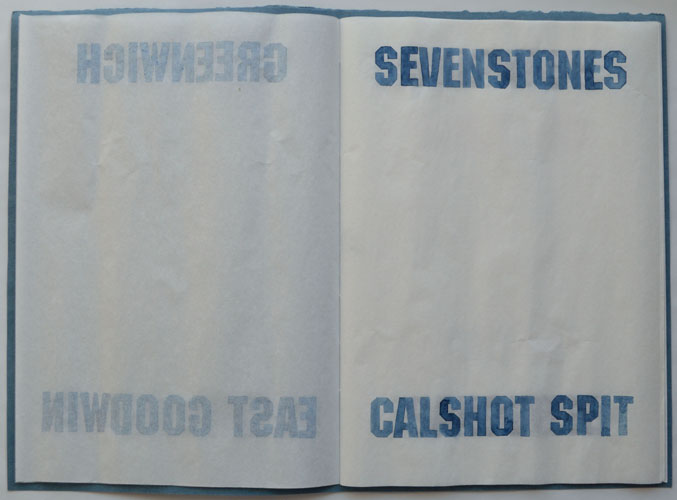 GREENWICH
EAST GOODWIN
SEVENSTONES
CALSHOT SPIT